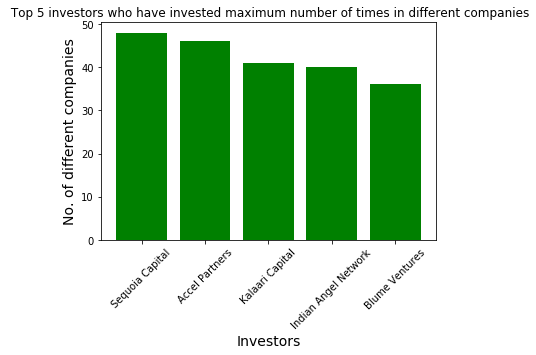 Top 5 investors who have invested maximum number of times in different companies
No. of different companies
50
40
30
20
10
0
Sequoia Capital
Accel Partners
Kalaari Capital
Indian Angel Network
Blume Ventures
Investors